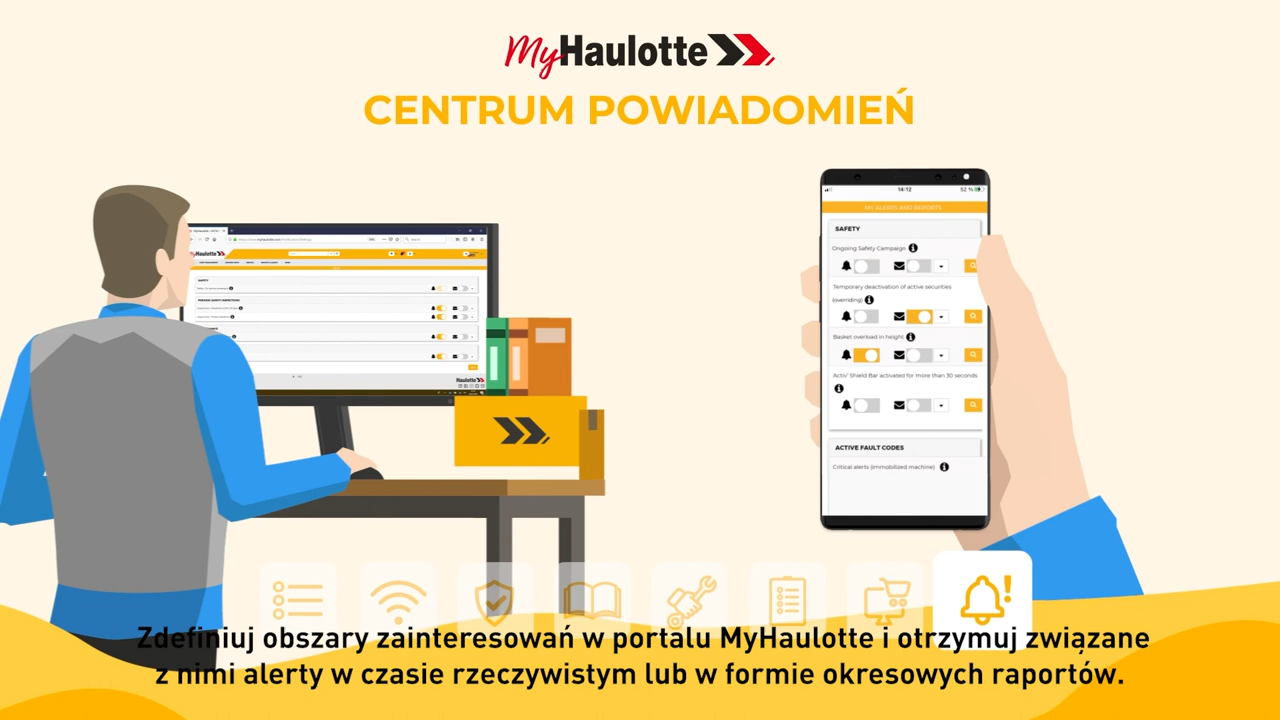 MyHaulotte
CENTRUM POWIADOMIEŃ
14:12
52 %
MY ALERTS AND REPORTS
SAFETY
Ongoing Safety Campaign
Temporary deactivation of active securities
(overriding)
Basket overload in height
Activ' Shield Bar activated for more than 30 seconds
ACTIVE FAULT CODES
Critical alerts (immobilized machine)
Haulotte
SAFETY
Haulotte
Zdefiniuj obszary zainteresowań w portalu MyHaulotte i otrzymuj związane
z nimi alerty w czasie rzeczywistym lub w formie okresowych raportów.